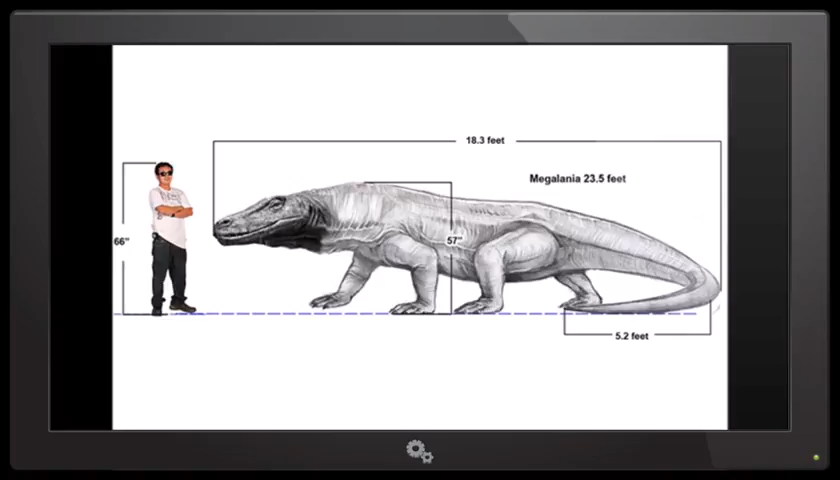 18.3 feet
Megalania 23.5 feet
66"
57"
5.2 feet